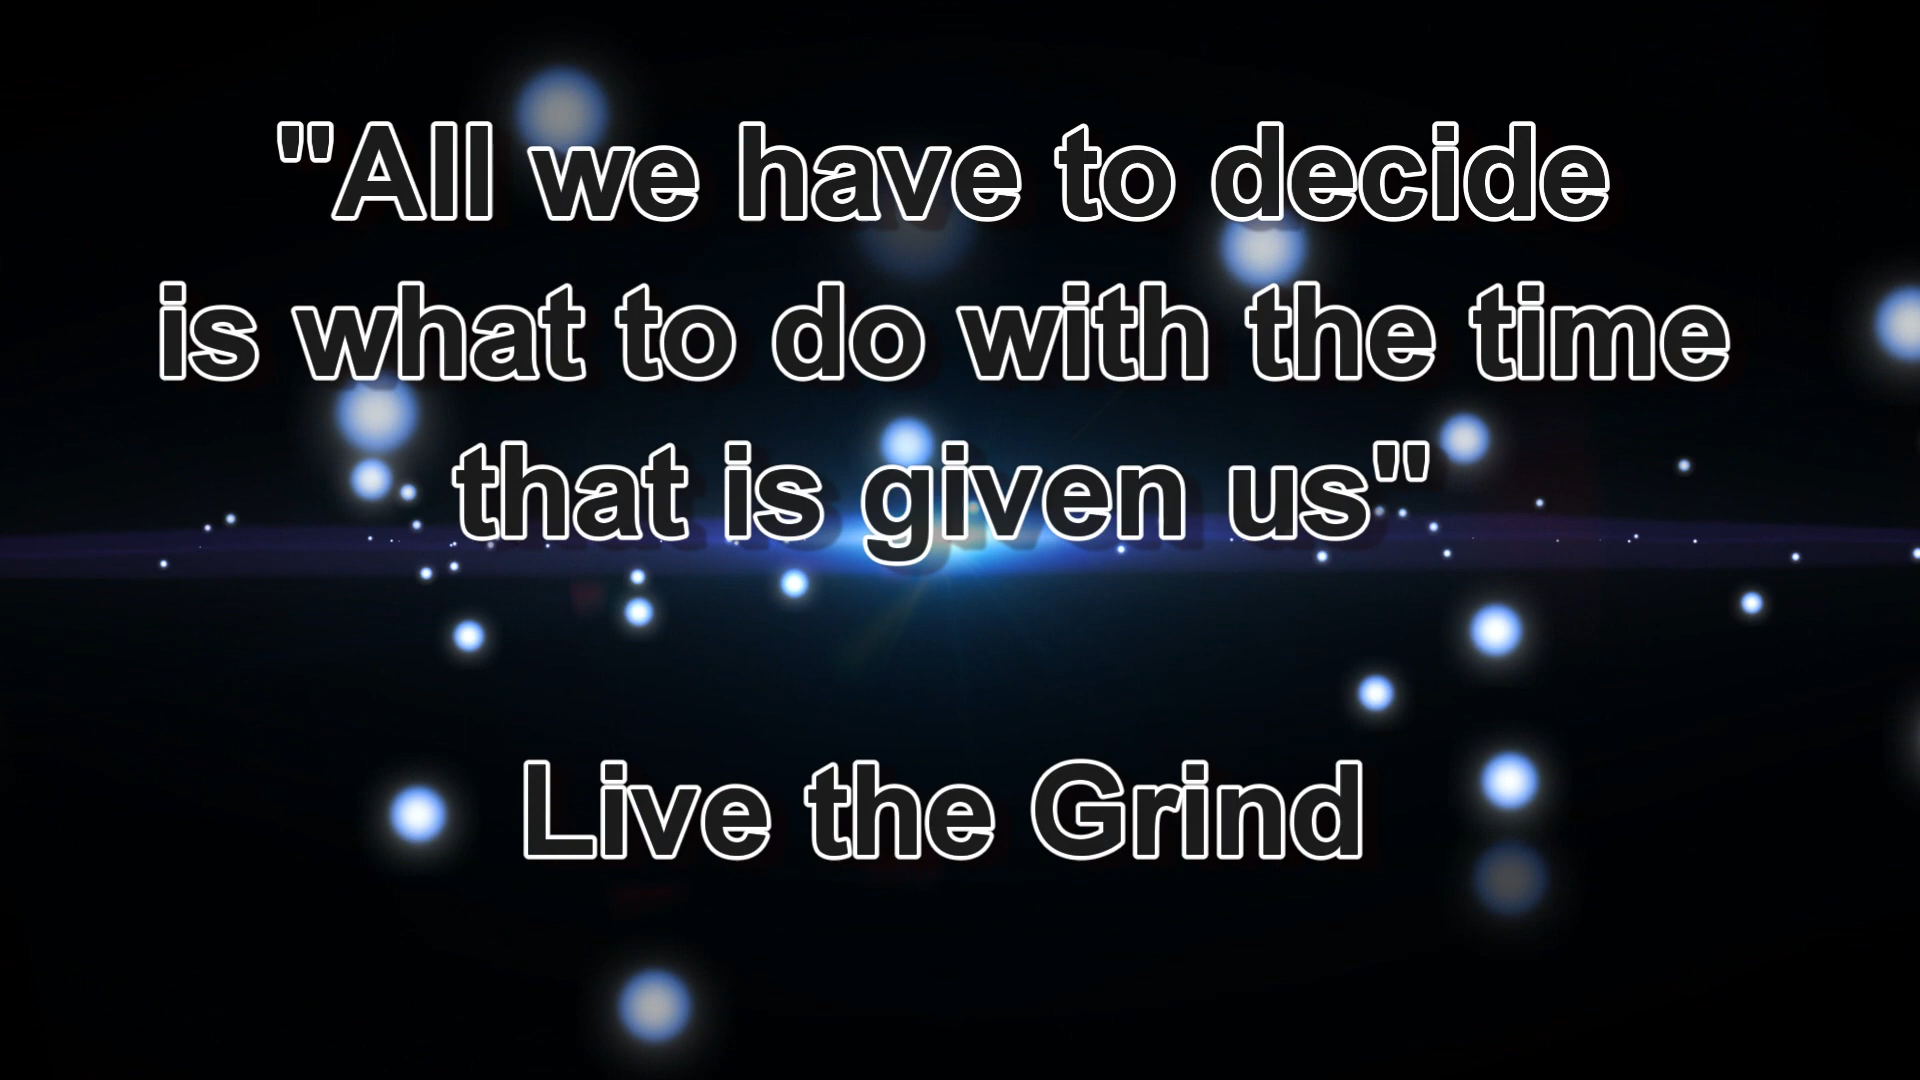 "All we have to decide
is what to do with the time
that is given us"
Live the Grind